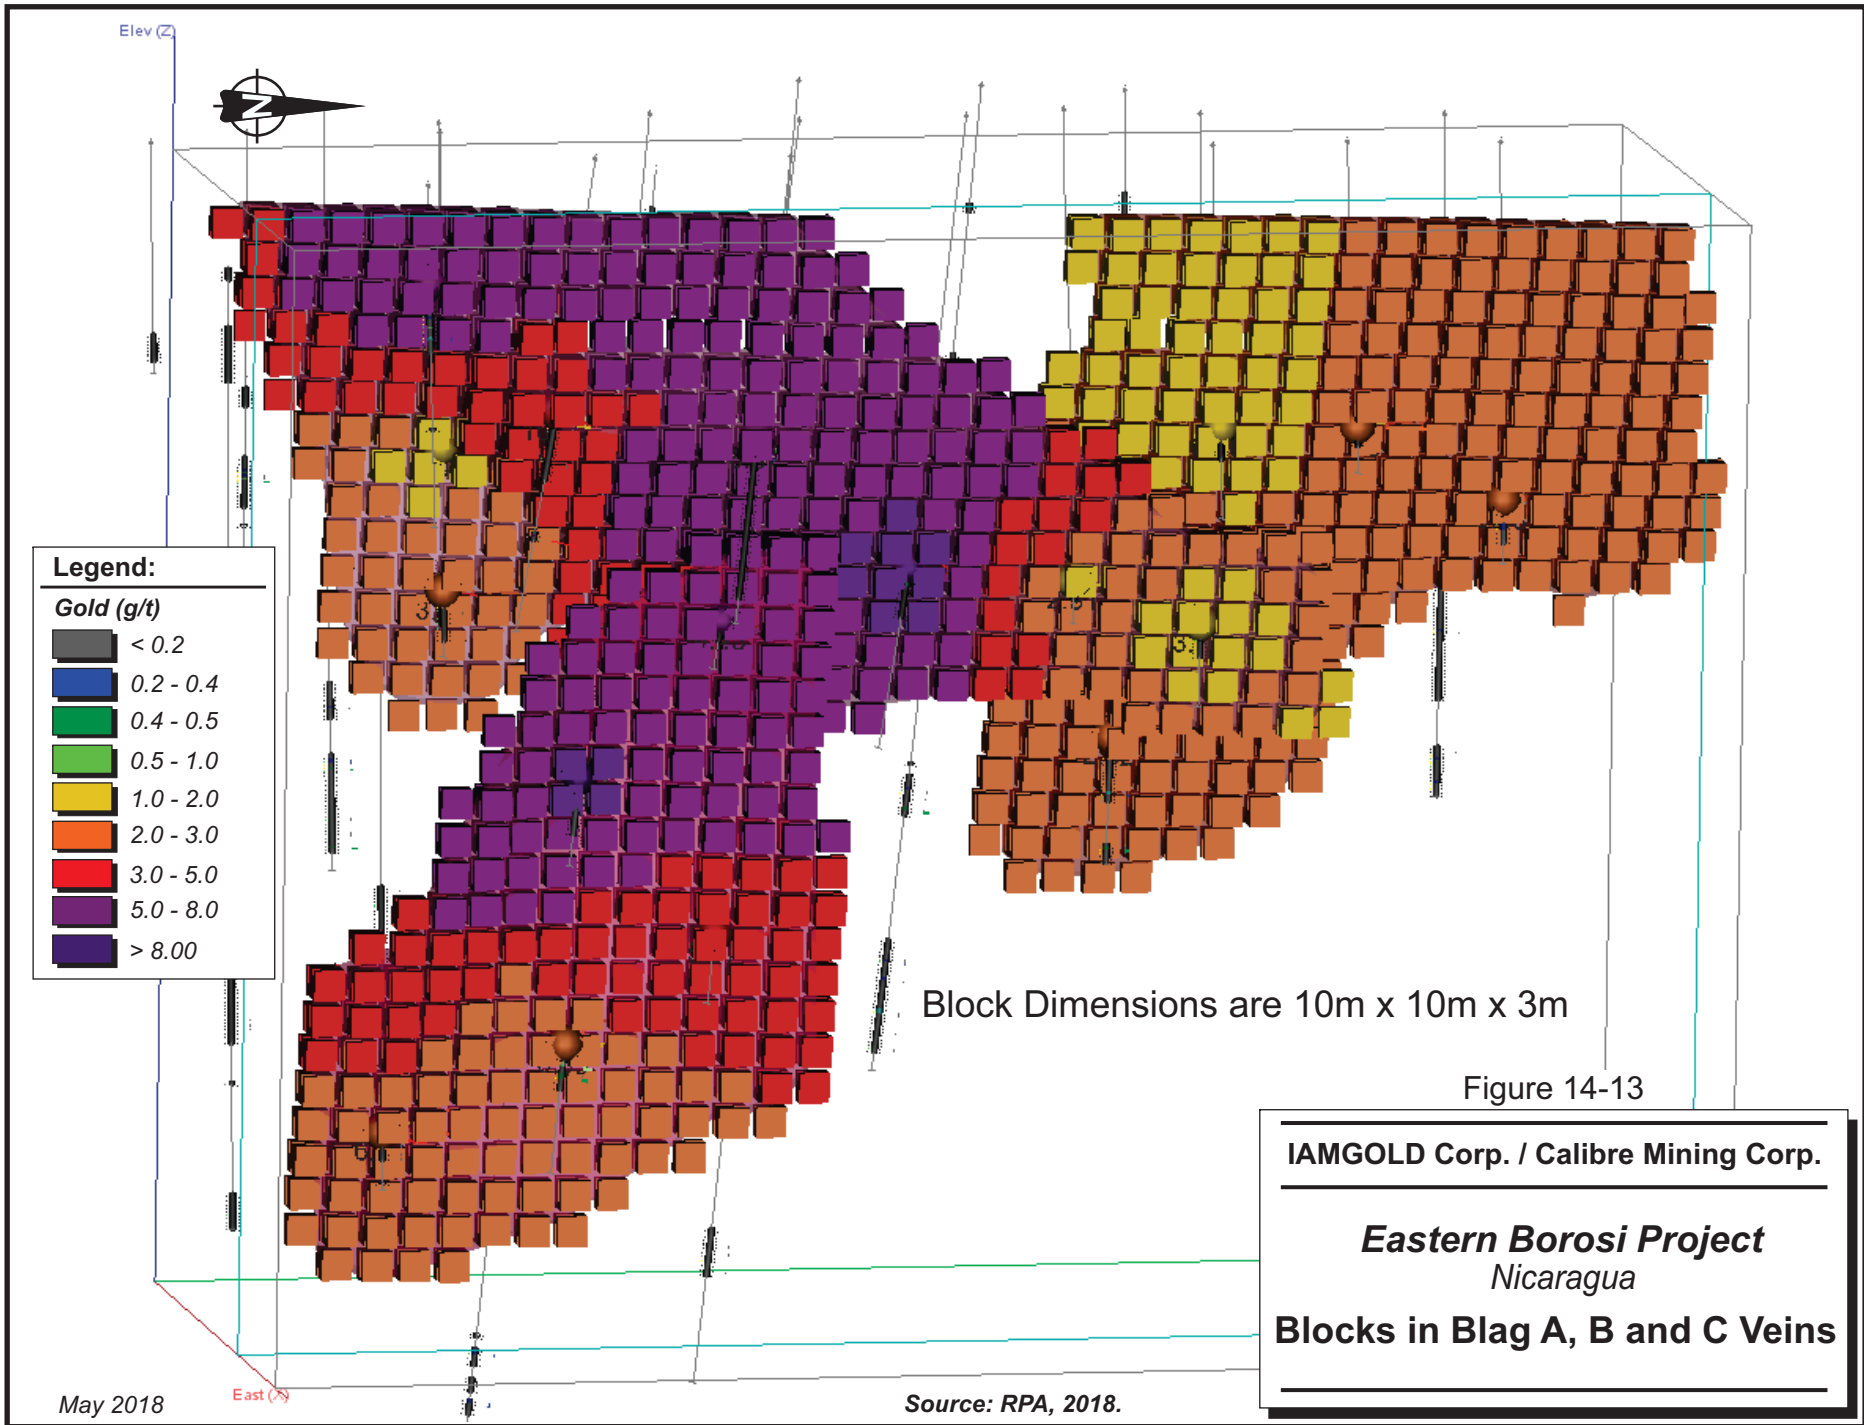 Elev (Z)
N
Legend:
Gold (g/t)
< 0.2
0.2 - 0.4
0.4 - 0.5
0.5 - 1.0
1.0 - 2.0
2.0 - 3.0
3.0 - 5.0
5.0 - 8.0
> 8.00
Block Dimensions are 10m x 10m x 3m
Figure 14-13
IAMGOLD Corp. / Calibre Mining Corp.
Eastern Borosi Project
Nicaragua
Blocks in Blag A, B and C Veins
East (X)
May 2018
Source: RPA, 2018.